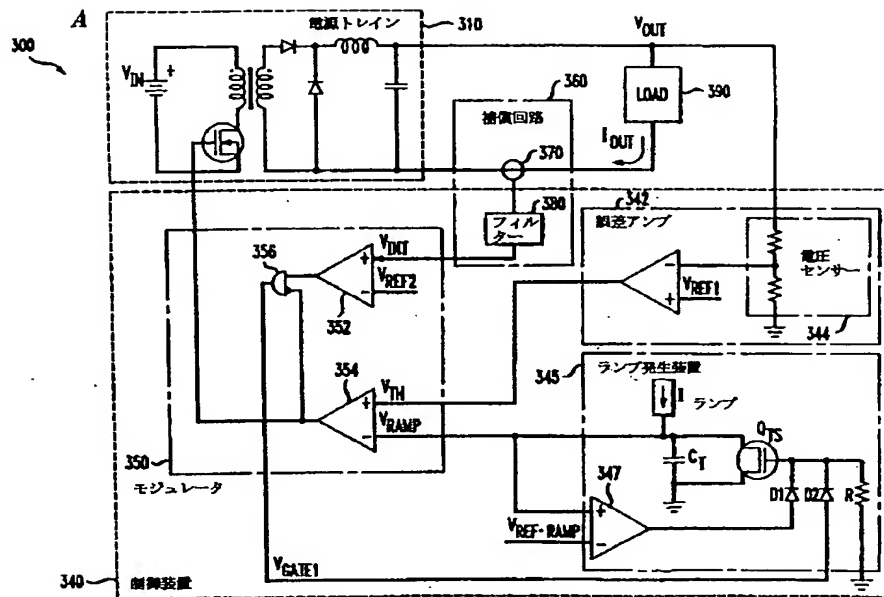 A
300
電源トレイン
310
V_IN
+
V_OUT
LOAD
390
I_OUT
360
補償回路
370
380
フィルター
342
誤差アンプ
電圧センサー
344
V_REF1
-
+
356
V_INT
+
V_REF2
-
352
354
V_TH
+
V_RAMP
-
350
モジュレータ
345
ランプ発生装置
I
ランプ
Q_TS
C_T
347
+
-
D1
D2
R
V_REF-RAMP
V_GATE1
340
制御装置